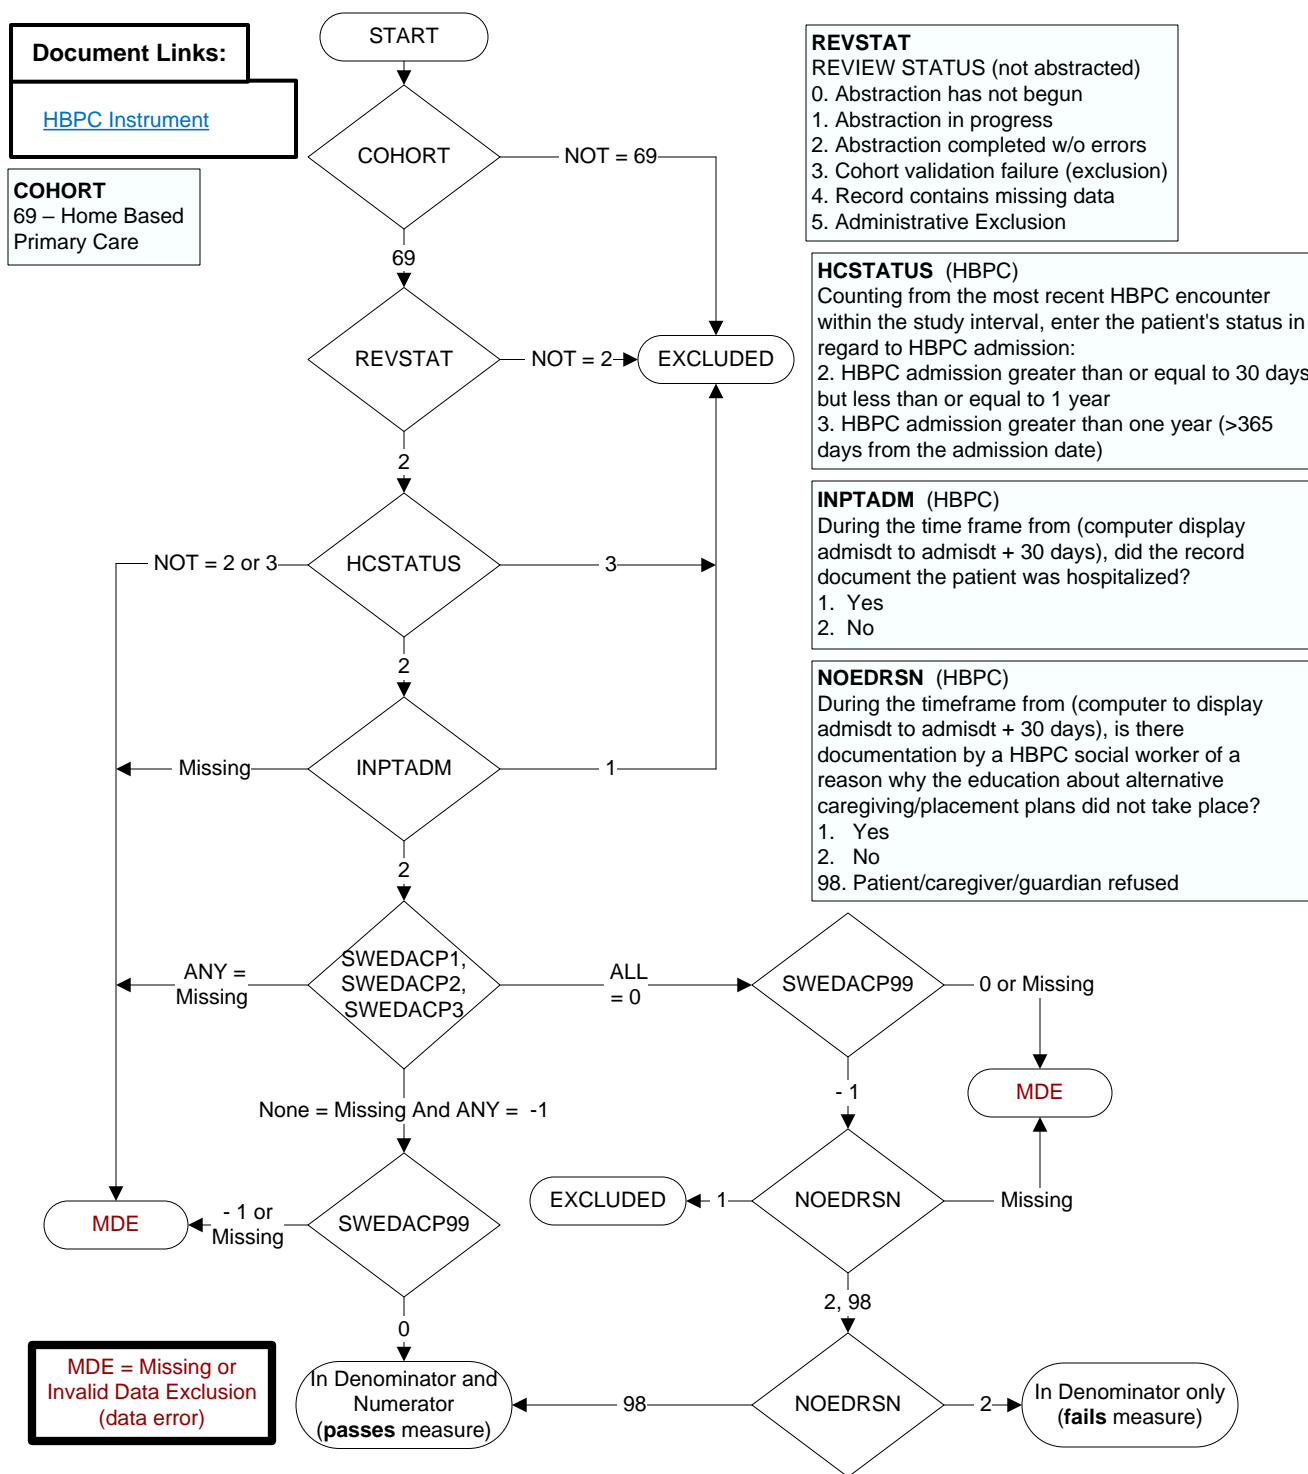 START
Document Links:
HBPC Instrument
COHORT
69 – Home Based
Primary Care
COHORT
NOT = 69
69
REVSTAT
NOT = 2
EXCLUDED
2
NOT = 2 or 3
HCSTATUS
3
2
Missing
INPTADM
1
2
ANY =
Missing
SWEDACP1,
SWEDACP2,
SWEDACP3
ALL
= 0
SWEDACP99
0 or Missing
MDE
- 1
None = Missing And ANY = -1
MDE
- 1 or
Missing
SWEDACP99
EXCLUDED
1
NOEDRSN
Missing
0
2, 98
MDE = Missing or
Invalid Data Exclusion
(data error)
In Denominator and
Numerator
(passes measure)
98
NOEDRSN
2
In Denominator only
(fails measure)
REVSTAT
REVIEW STATUS (not abstracted)
0. Abstraction has not begun
1. Abstraction in progress
2. Abstraction completed w/o errors
3. Cohort validation failure (exclusion)
4. Record contains missing data
5. Administrative Exclusion
HCSTATUS (HBPC)
Counting from the most recent HBPC encounter
within the study interval, enter the patient's status in
regard to HBPC admission:
2. HBPC admission greater than or equal to 30 days
but less than or equal to 1 year
3. HBPC admission greater than one year (>365
days from the admission date)
INPTADM (HBPC)
During the time frame from (computer display
admisdt to admisdt + 30 days), did the record
document the patient was hospitalized?
1. Yes
2. No
NOEDRSN (HBPC)
During the timeframe from (computer to display
admisdt to admisdt + 30 days), is there
documentation by a HBPC social worker of a
reason why the education about alternative
caregiving/placement plans did not take place?
1. Yes
2. No
98. Patient/caregiver/guardian refused